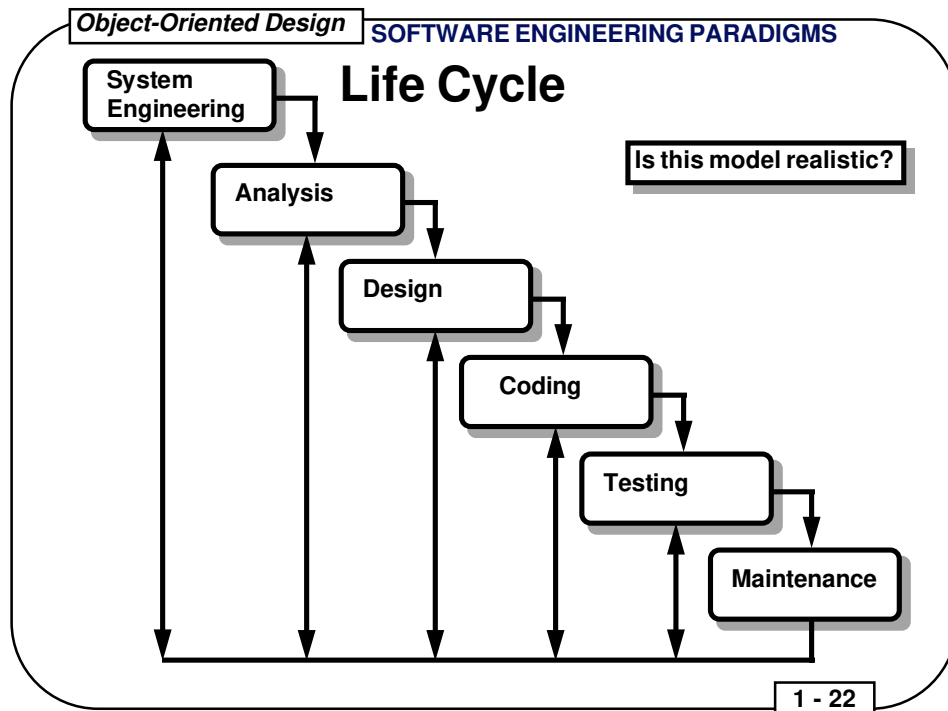 Object-Oriented Design
SOFTWARE ENGINEERING PARADIGMS
Life Cycle
System
Engineering
Is this model realistic?
Analysis
Design
Coding
Testing
Maintenance
1 - 22